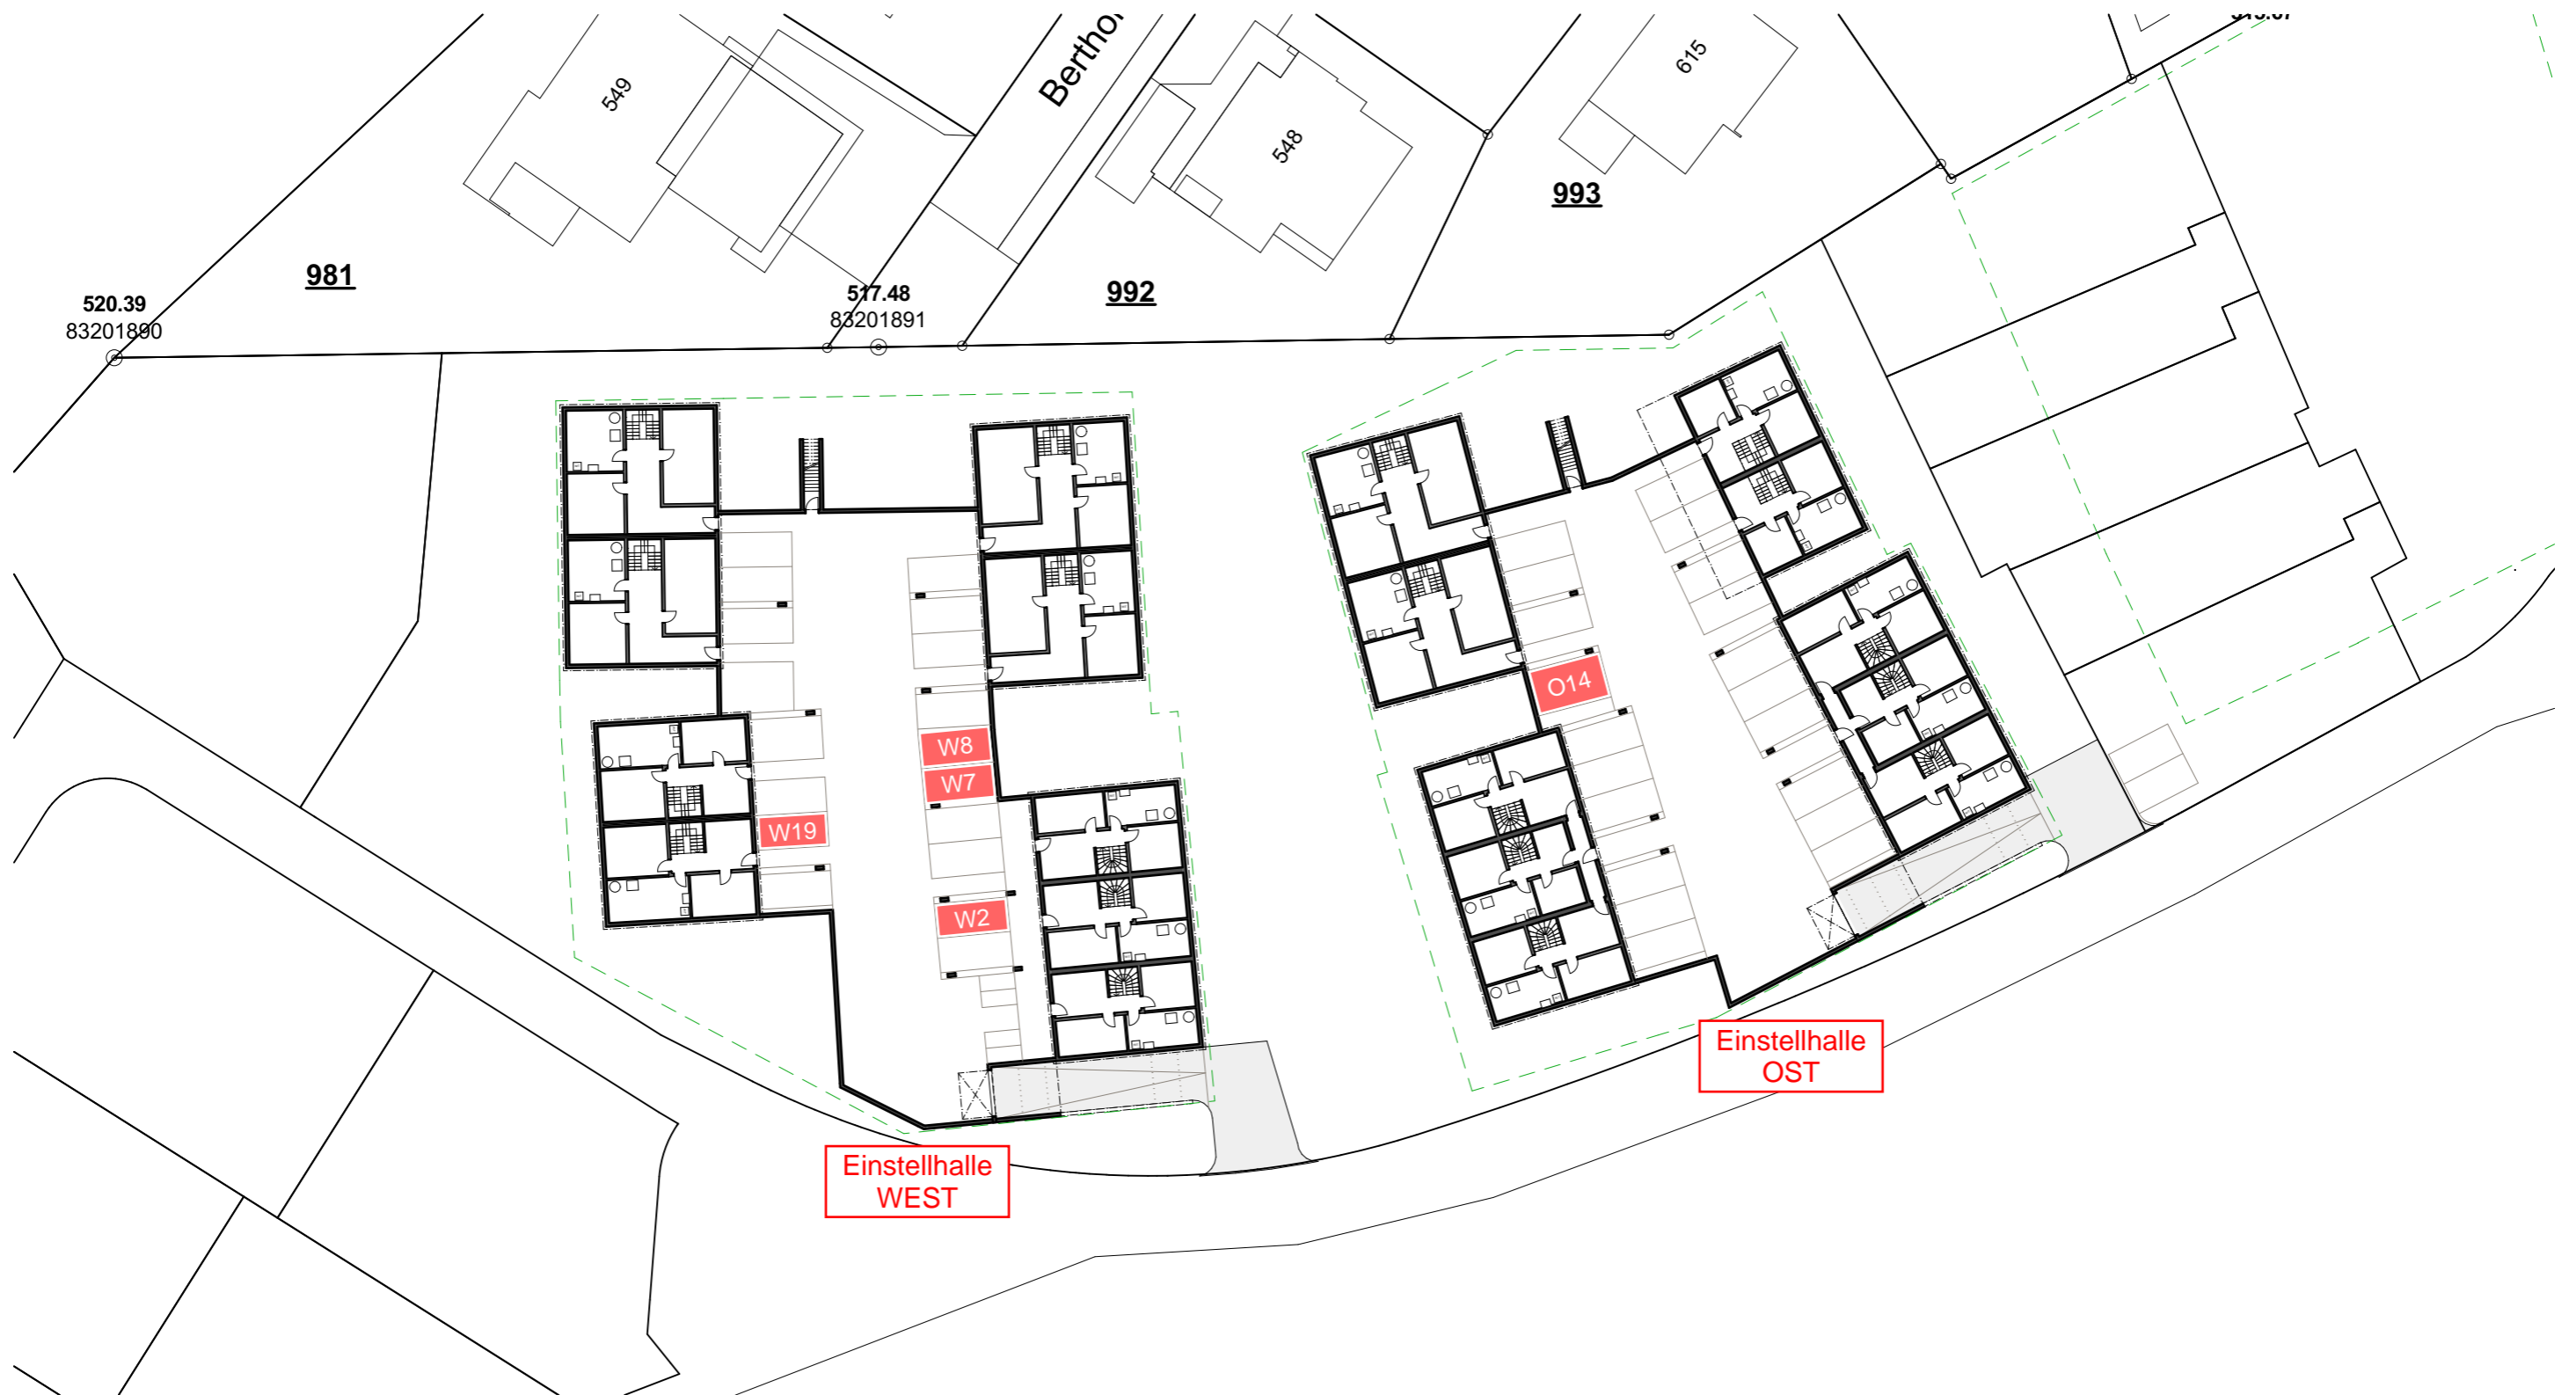 549
Bertho
548
615
993
981
992
520.39
83201890
517.48
83201891
O14
W8
W7
W19
W2
Einstellhalle
OST
Einstellhalle
WEST